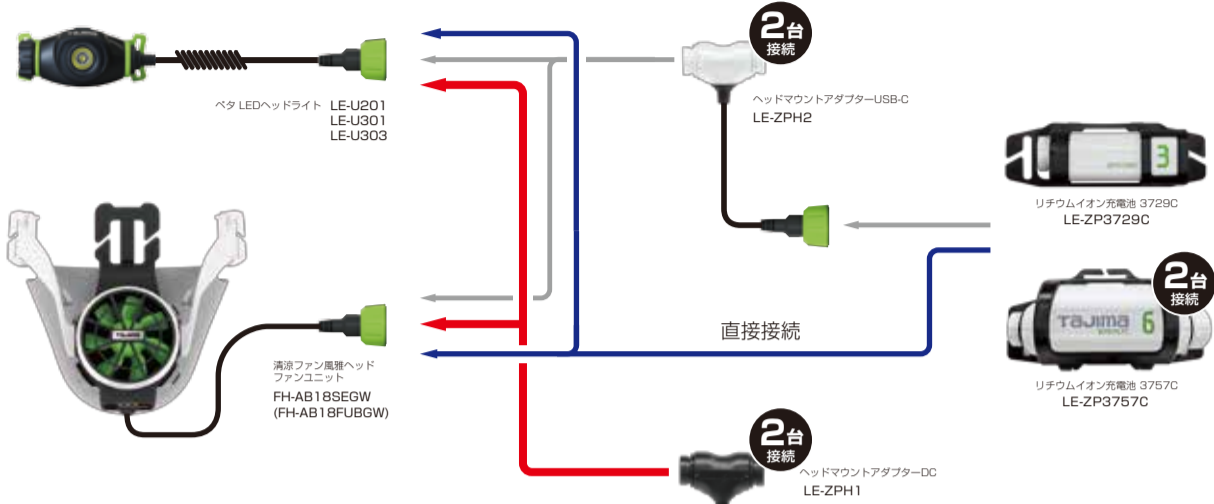 TAJIMA
ペタ LEDヘッドライト LE-U201
LE-U301
LE-U303
2台
接続
ヘッドマウントアダプターUSB-C
LE-ZPH2
3
リチウムイオン充電池 3729C
LE-ZP3729C
2台
接続
TAJIMA 6
リチウムイオン充電池 3757C
LE-ZP3757C
直接接続
TAJIMA
清涼ファン風雅ヘッド
ファンユニット
FH-AB18SEGW
(FH-AB18FUBGW)
2台
接続
ヘッドマウントアダプターDC
LE-ZPH1